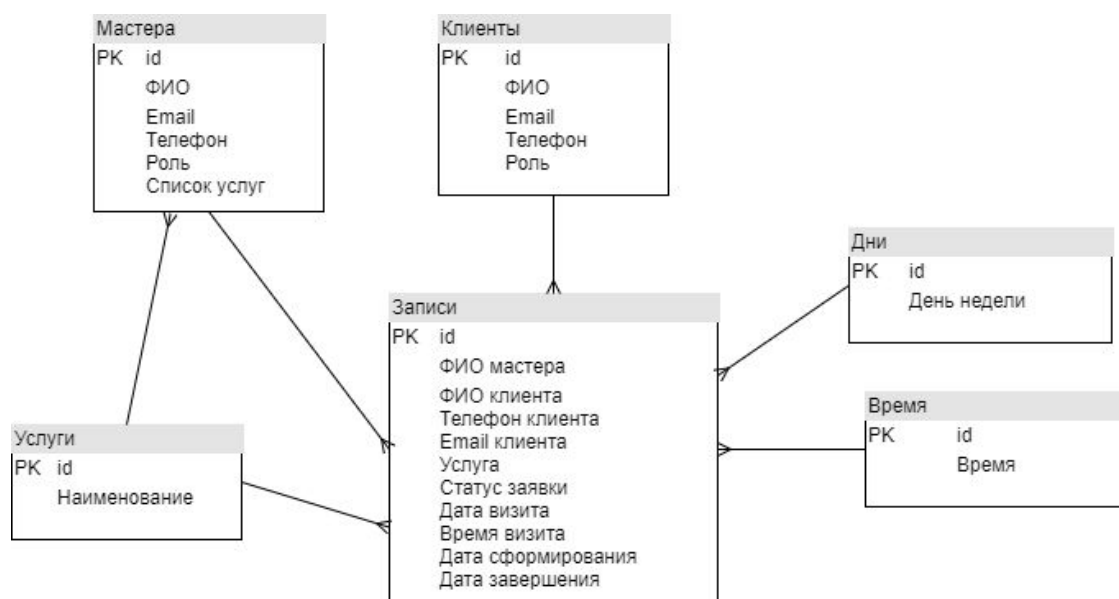 Мастера
PK id
ФИО
Email
Телефон
Роль
Список услуг
Клиенты
PK id
ФИО
Email
Телефон
Роль
Дни
PK id
День недели
Записи
PK id
ФИО мастера
ФИО клиента
Телефон клиента
Email клиента
Услуга
Статус заявки
Дата визита
Время визита
Дата сформирования
Дата завершения
Время
PK id
Время
Услуги
PK id
Наименование